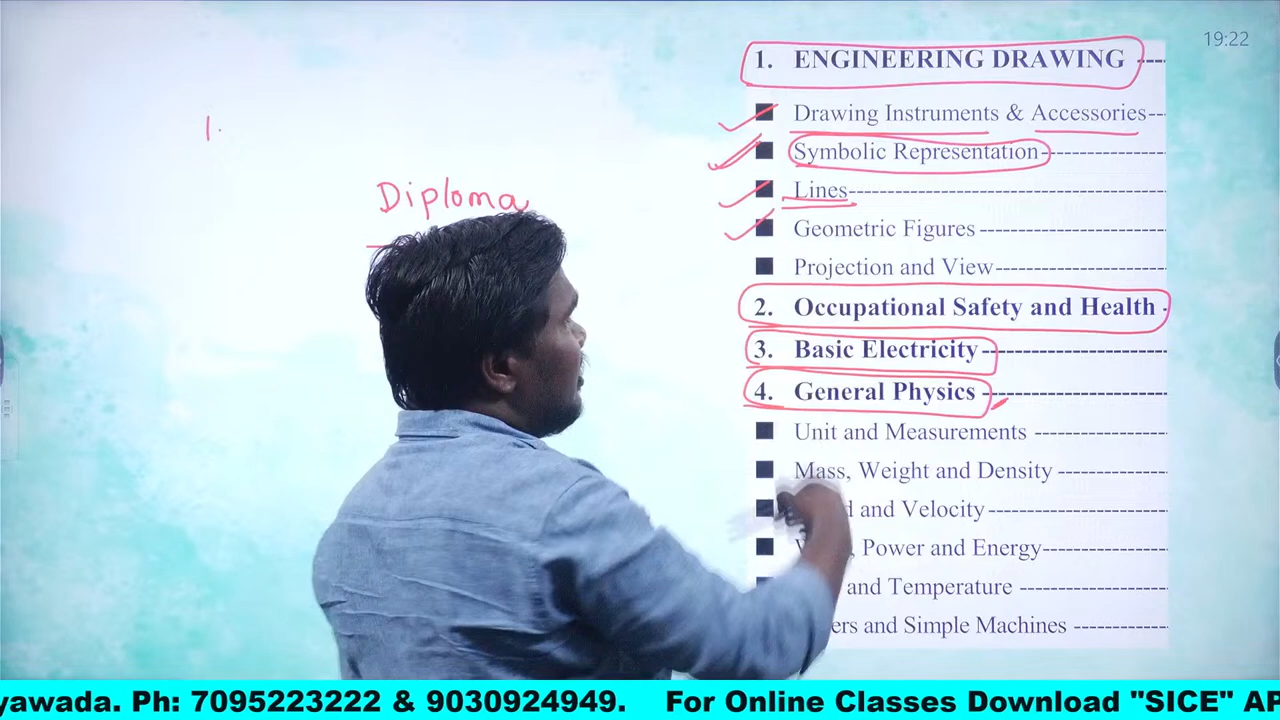 19:22
1.
Diploma
1. ENGINEERING DRAWING ---
Drawing Instruments & Accessories--
Symbolic Representation
Lines
Geometric Figures
Projection and View
2. Occupational Safety and Health -
3. Basic Electricity
4. General Physics
Unit and Measurements
Mass, Weight and Density
and Velocity
Power and Energy
and Temperature
and Simple Machines
yawada. Ph: 7095223222 & 9030924949. For Online Classes Download "SICE" AP